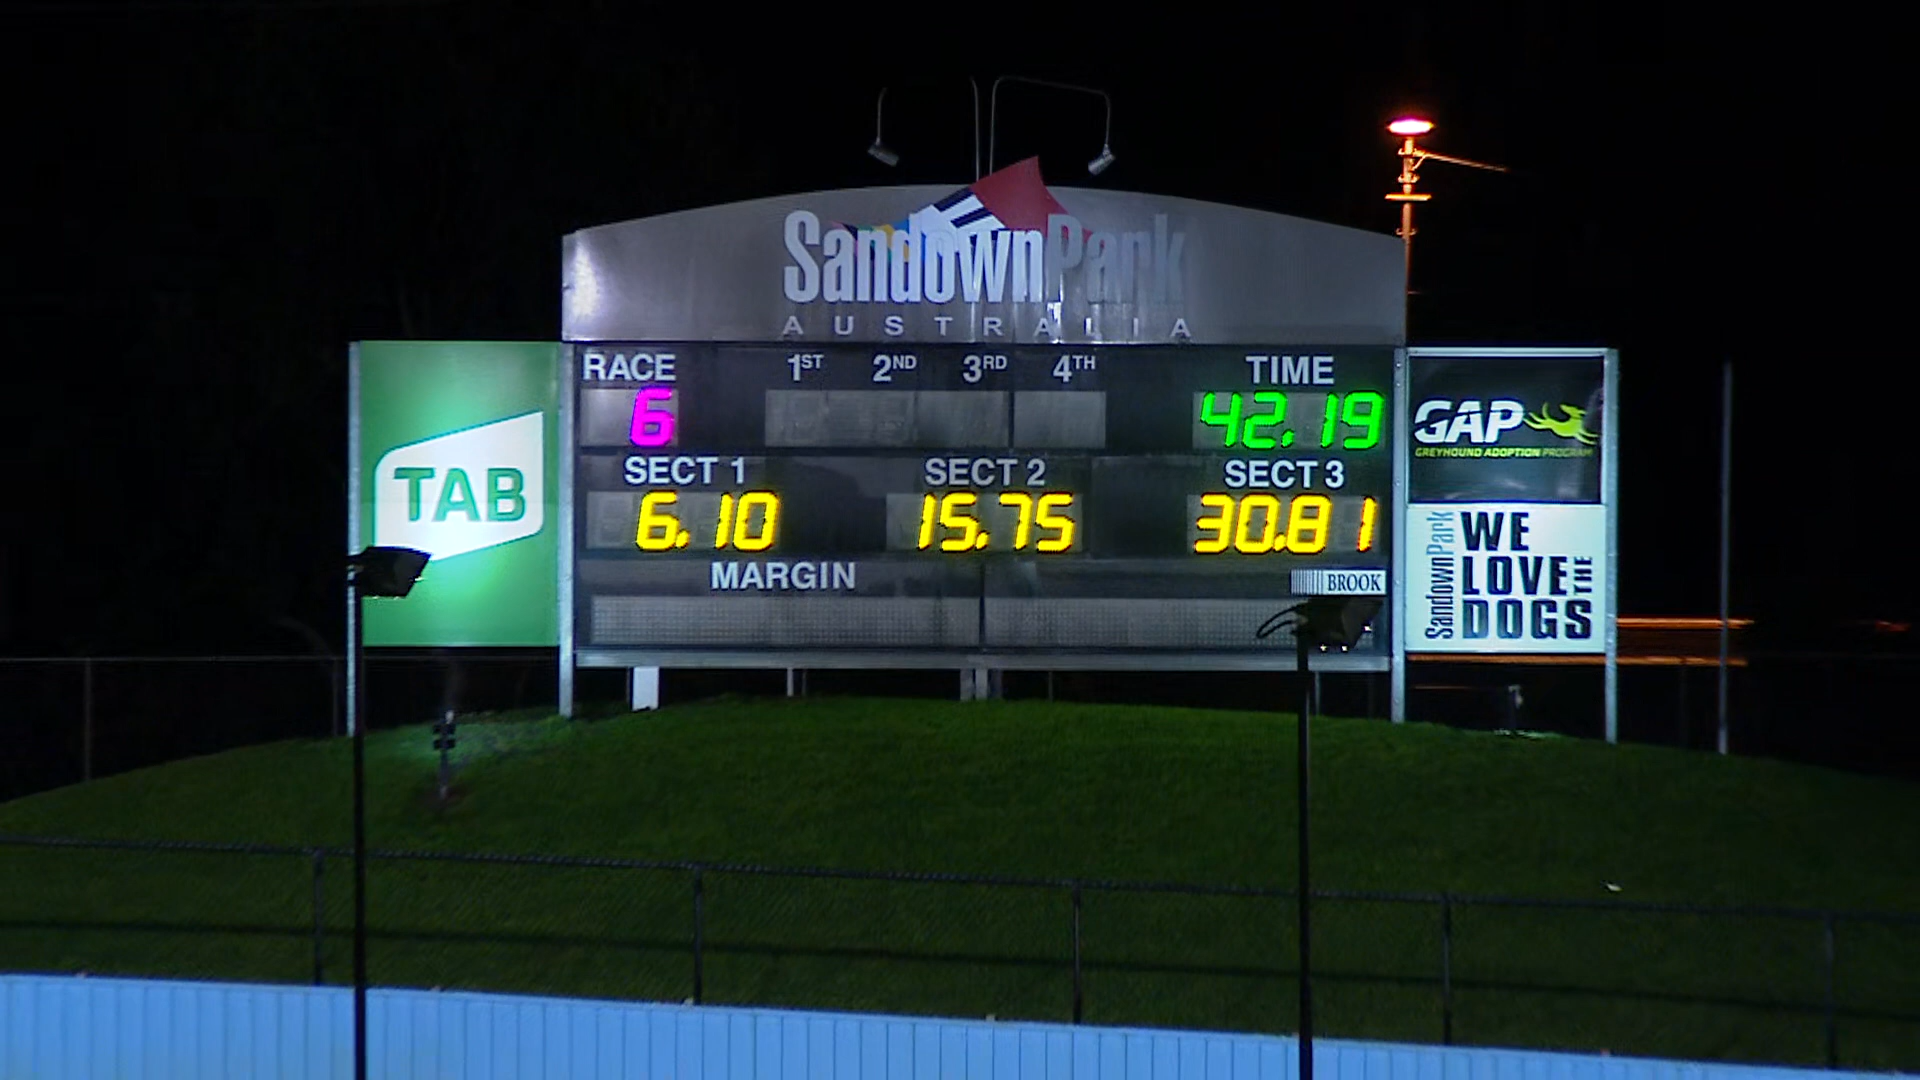 SandownPark
AUSTRALIA
RACE 1ST 2ND 3RD 4TH TIME
6 42.19
SECT 1 SECT 2 SECT 3
6.10 15.75 30.81
MARGIN
BROOK
TAB
GAP
GREYHOUND ADOPTION PROGRAM
SandownPark
WE
LOVE THE
DOGS